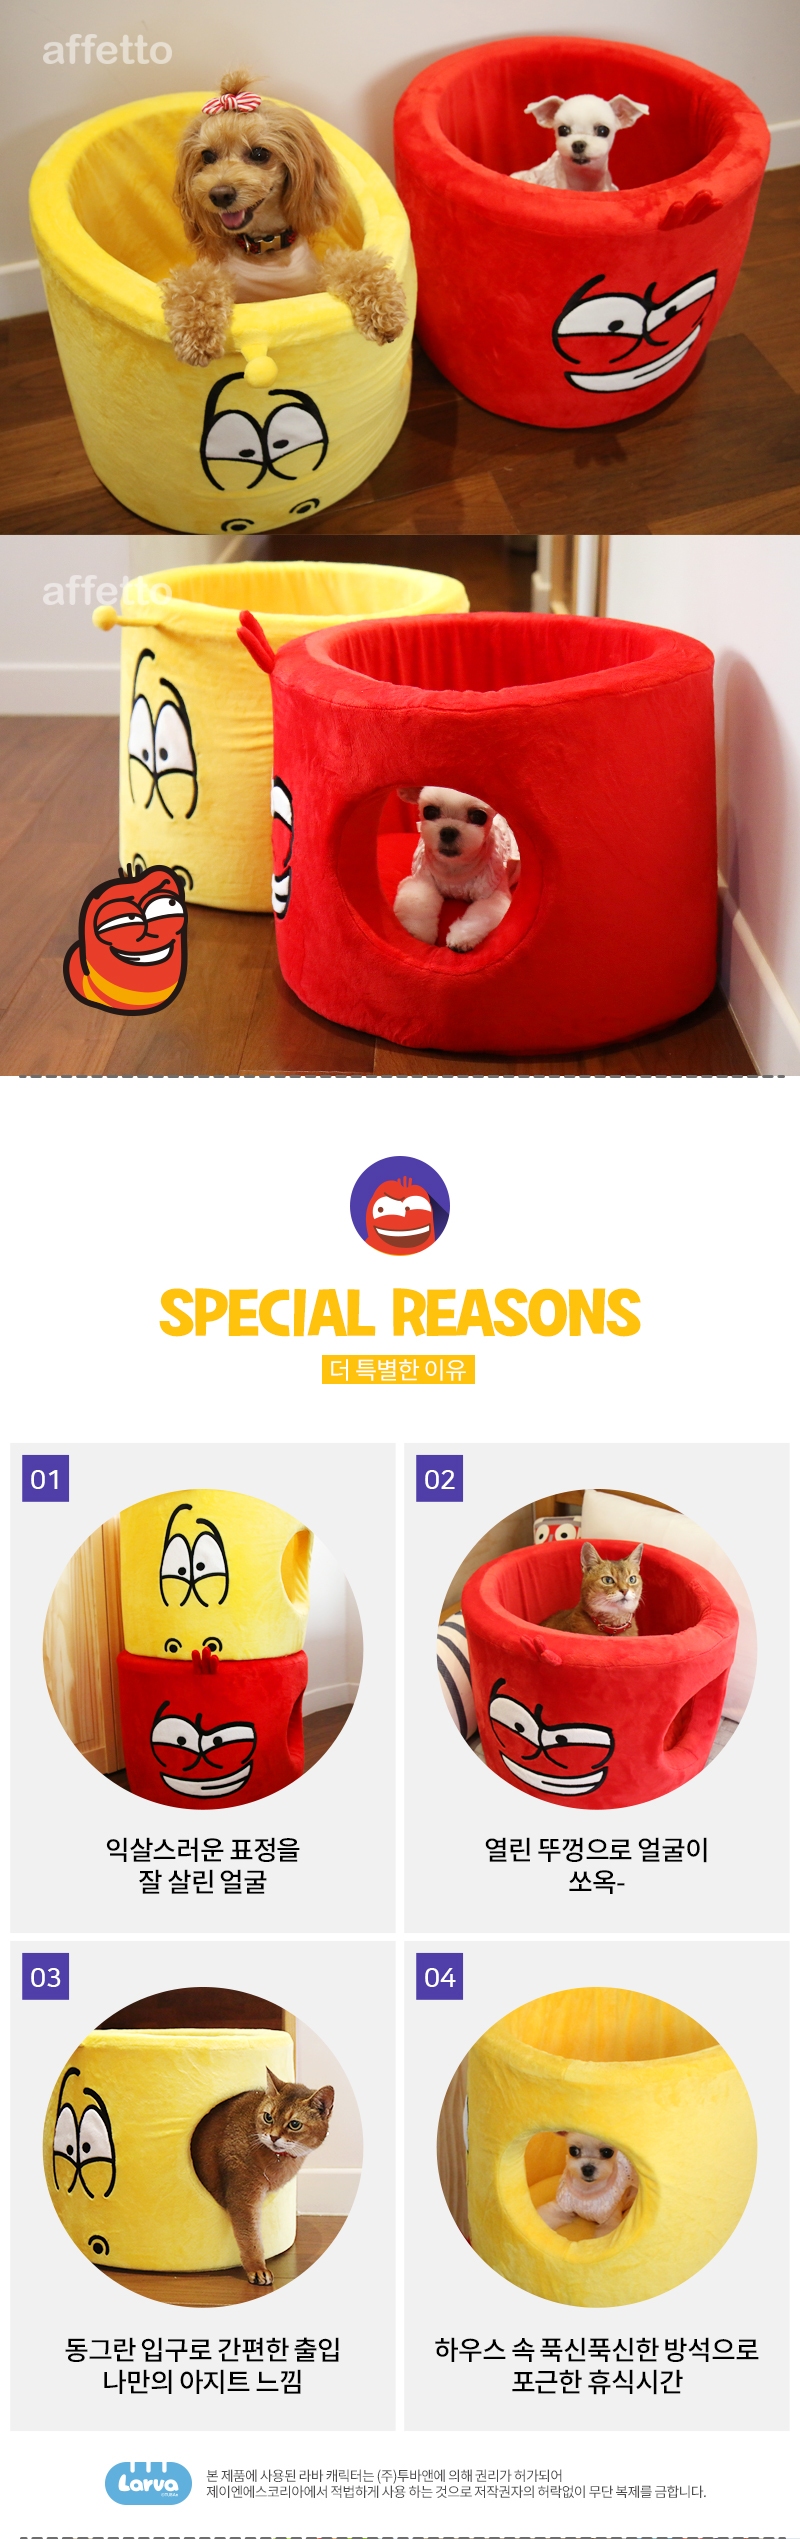 affetto
affetto
SPECIAL REASONS
더 특별한 이유
01
02
익살스러운 표정을
잘 살린 얼굴
열린 뚜껑으로 얼굴이
쏘옥-
03
04
동그란 입구로 간편한 출입
나만의 아지트 느낌
하우스 속 푹신푹신한 방석으로
포근한 휴식시간
Larva
본 제품에 사용된 라바 캐릭터는 (주)투바앤에 의해 권리가 허가되어
제이엔에스코리아에서 적법하게 사용 하는 것으로 저작권자의 허락없이 무단 복제를 금합니다.